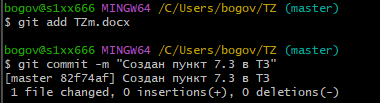 bogov@s1xx666 MINGW64 /C/Users/bogov/TZ (master)
$ git add TZm.docx
bogov@s1xx666 MINGW64 /C/Users/bogov/TZ (master)
$ git commit -m "Создан пункт 7.3 в ТЗ"
[master 82f74af] Создан пункт 7.3 в ТЗ
1 file changed, 0 insertions(+), 0 deletions(-)